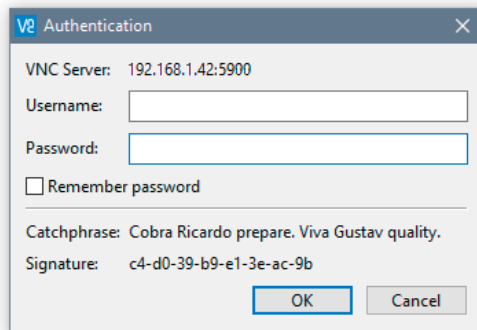 V2 Authentication
VNC Server: 192.168.1.42:5900
Username:
Password:
Remember password
Catchphrase: Cobra Ricardo prepare. Viva Gustav quality.
Signature: c4-d0-39-b9-e1-3e-ac-9b
OK Cancel